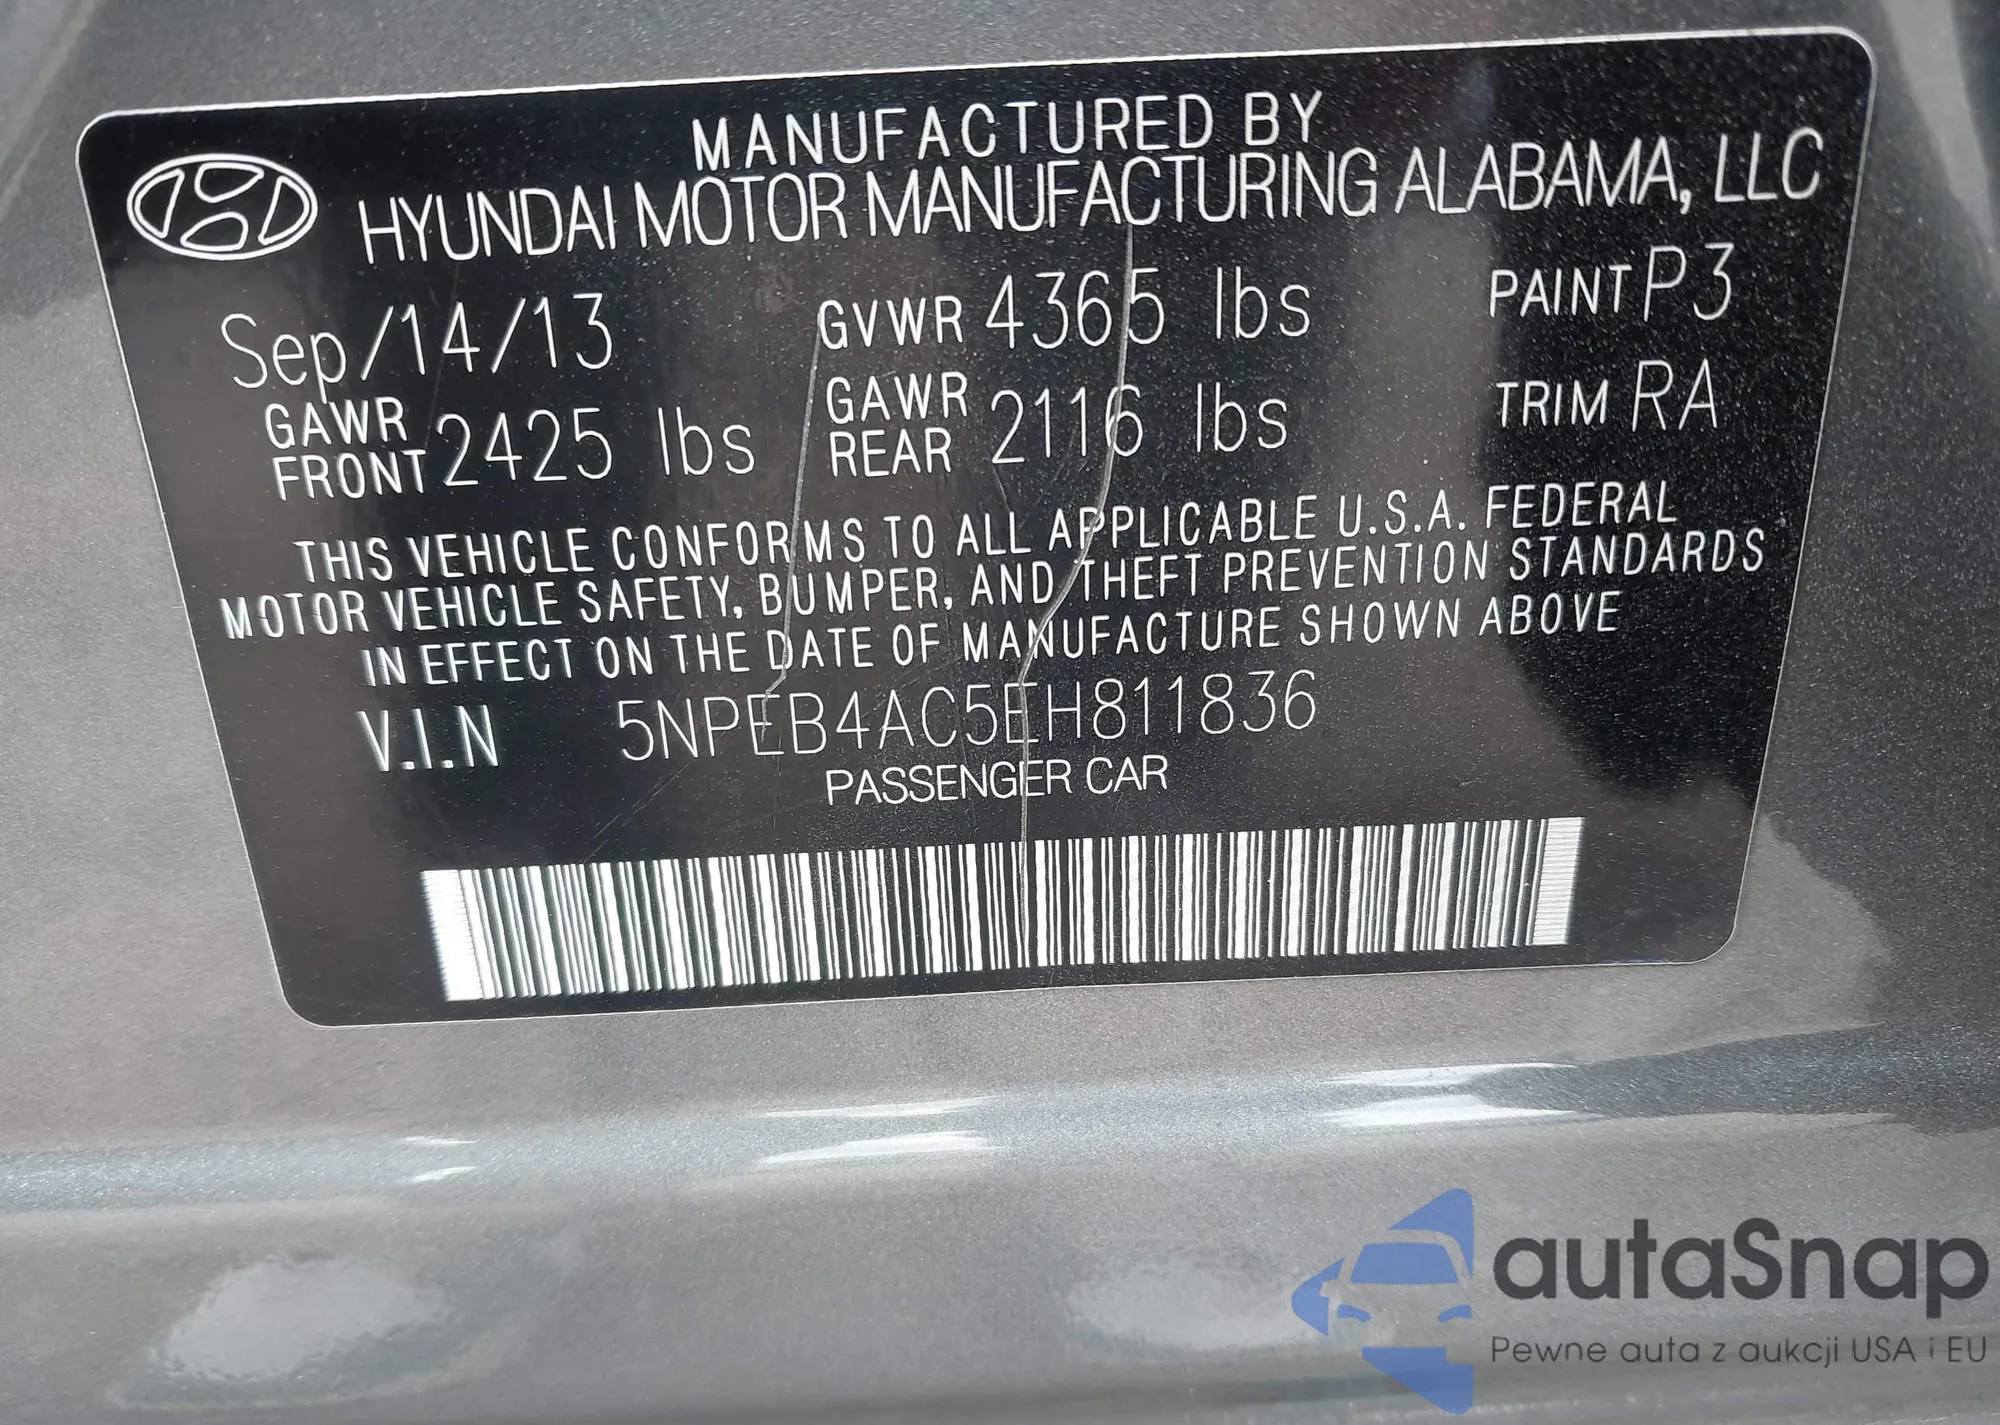 MANUFACTURED BY
HYUNDAI MOTOR MANUFACTURING ALABAMA, LLC
Sep/14/13 GVWR 4365 lbs PAINT P3
GAWR FRONT 2425 lbs GAWR REAR 2116 lbs TRIM RA
THIS VEHICLE CONFORMS TO ALL APPLICABLE U.S.A. FEDERAL
MOTOR VEHICLE SAFETY, BUMPER, AND THEFT PREVENTION STANDARDS
IN EFFECT ON THE DATE OF MANUFACTURE SHOWN ABOVE
V.I.N 5NPEB4AC5EH811836
PASSENGER CAR
autaSnap
Pewne auta z aukcji USA i EU